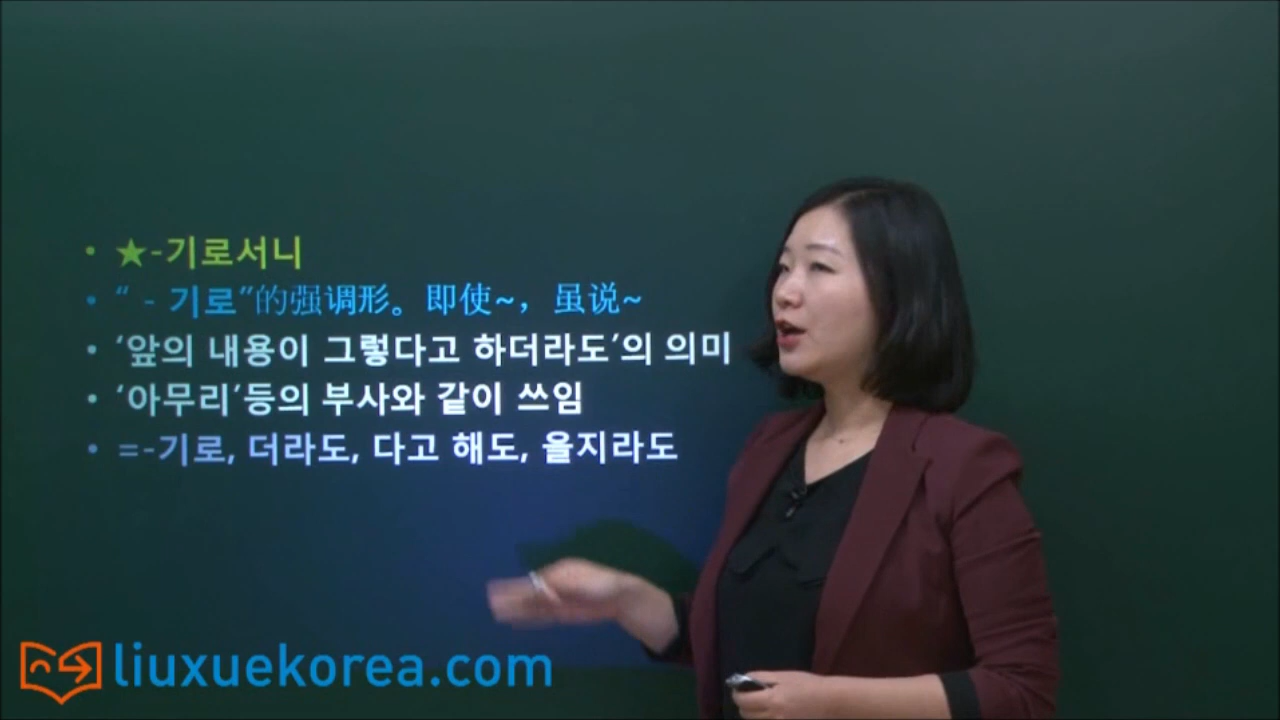 • ★-기로서니
• “ - 기로”的强调形。即使~，虽说~
• ‘앞의 내용이 그렇다고 하더라도’의 의미
• ‘아무리’등의 부사와 같이 쓰임
• =-기로, 더라도, 다고 해도, 을지라도
liuxuekorea.com